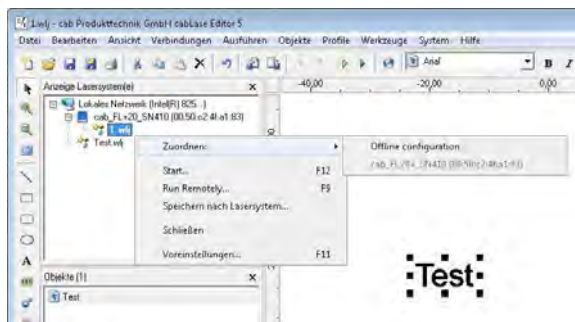 1.wlj - cab Produkttechnik GmbH cabLase Editor 5
Datei Bearbeiten Ansicht Verbindungen Ausführen Objekte Profile Werkzeuge System Hilfe
Arial B I
Anzeige Lasersystem(e) x
-40,00 -20,00 0,00
Lokales Netzwerk (Intel(R) 825...)
cab_FL+20_SN410 (00:50:c2:4f:a1:83)
1.wlj
Test.wlj
Zuordnen:
Offline configuration
Start... F12
Run Remotely... F9
Speichern nach Lasersystem...
Schließen
Voreinstellungen... F11
Objekte (1) x
Test
Test